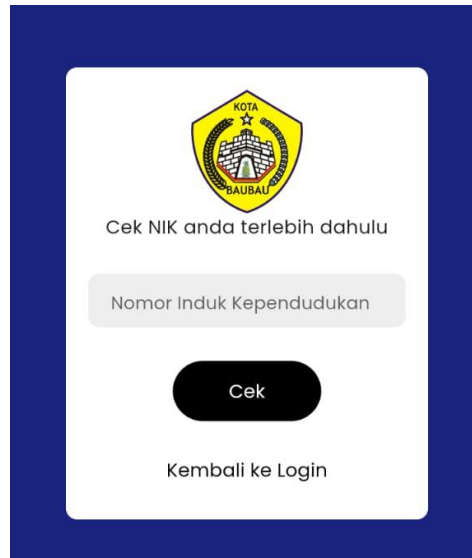 KOTA
BAUBAU
Cek NIK anda terlebih dahulu
Nomor Induk Kependudukan
Cek
Kembali ke Login